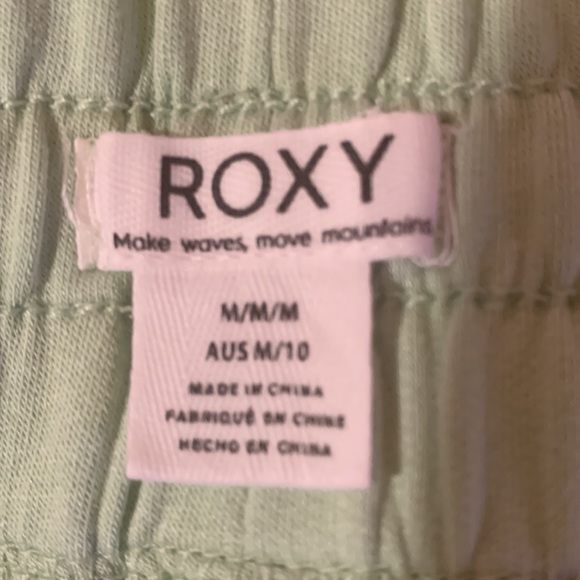 ROXY
Make waves, move mountains
M/M/M
AUS M/10
MADE IN CHINA
FABRIQUÉ EN CHINE
HECHO EN CHINA